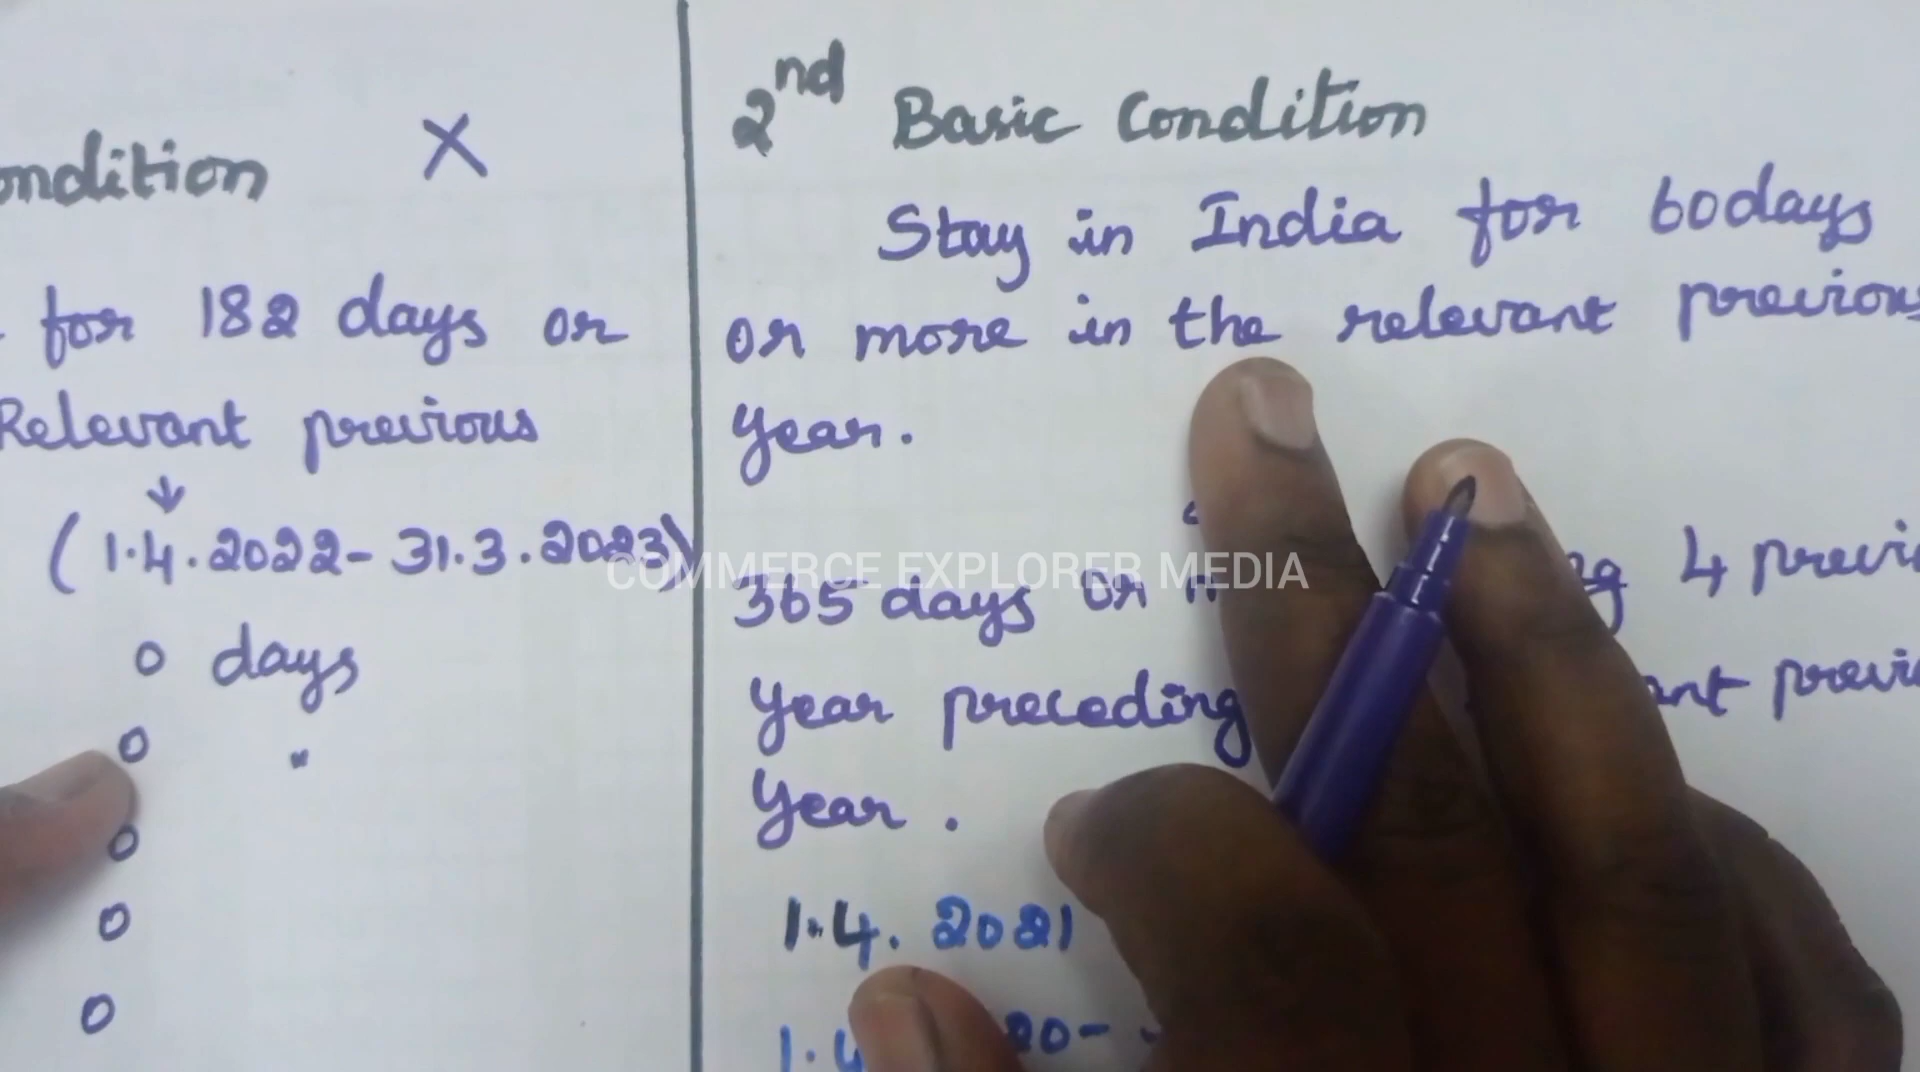 ondition X
for 182 days or
Relevant previous
↓
(1.4.2022- 31.3.2023)
0 days
0 "
0
0
0
2nd Basic Condition
Stay in India for 60days
or more in the relevant previous
year.
365 days or
4 previ
Year preceding
previ
Year.
1.4. 2021
COMMERCE EXPLORER MEDIA